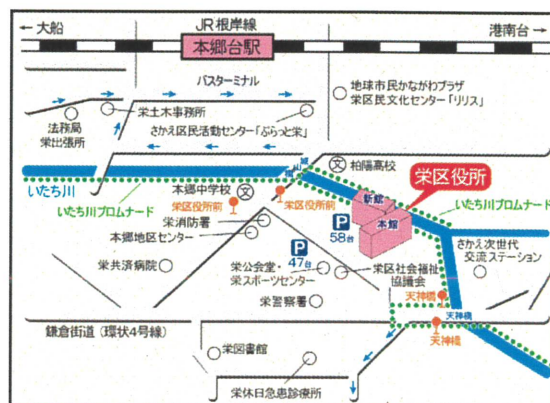 ← 大船
JR根岸線
港南台 →
本郷台駅
バスターミナル
地球市民かながわプラザ
栄区民文化センター「リリス」
栄土木事務所
法務局
栄出張所
さかえ区民活動センター「ぷらっと栄」
いたち川
城山橋
文
柏陽高校
栄区役所
新館
本館
いたち川プロムナード
本郷中学校
文
栄区役所前
栄区役所前
いたち川プロムナード
栄消防署
P
58台
本郷地区センター
P
47台
さかえ次世代
交流ステーション
栄共済病院
栄公会堂・
栄スポーツセンター
栄区社会福祉
協議会
天神橋
栄警察署
鎌倉街道（環状4号線）
天神橋
天神橋
栄図書館
栄休日急患診療所